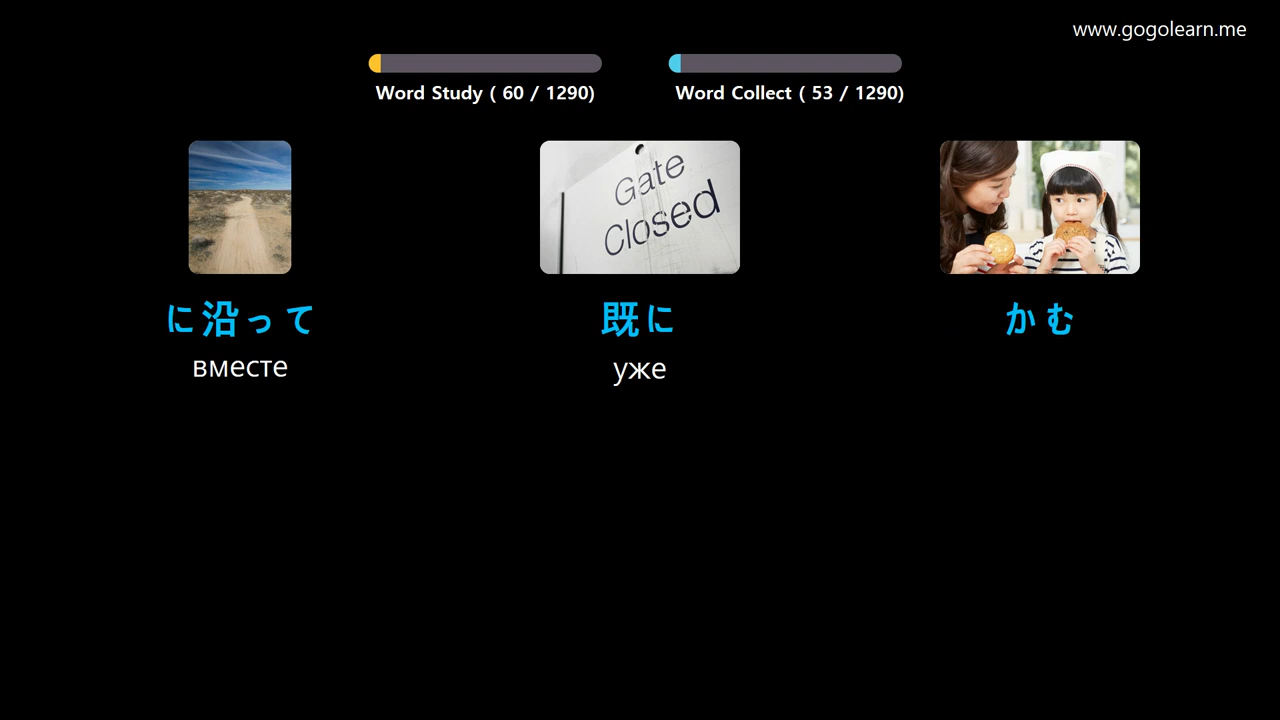 www.gogolearn.me
Word Study ( 60 / 1290)
Word Collect ( 53 / 1290)
Gate
Closed
に沿って
既に
かむ
вместе
уже